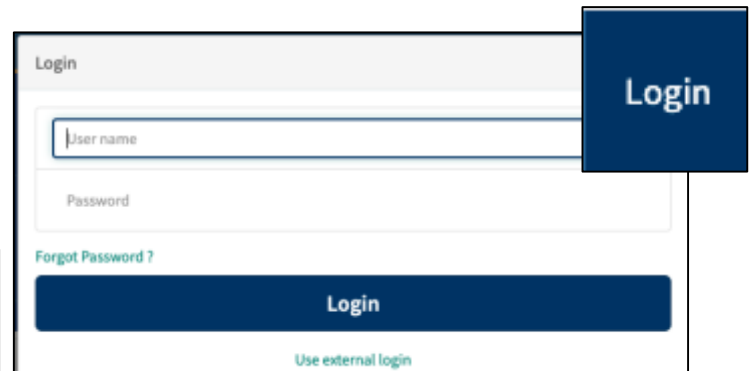 Login
Login
User name
Password
Forgot Password ?
Login
Use external login